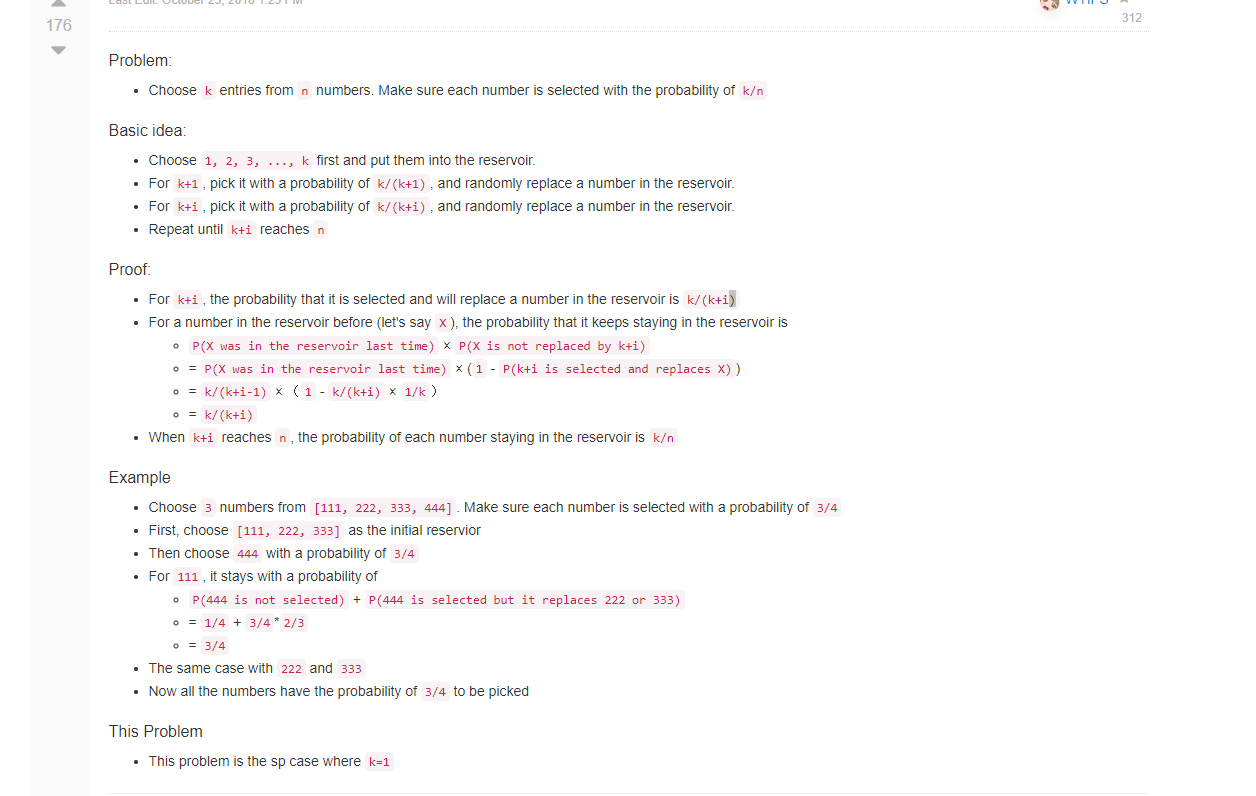 176
312
Problem:
• Choose k entries from n numbers. Make sure each number is selected with the probability of k/n
Basic idea:
• Choose 1, 2, 3, ..., k first and put them into the reservoir.
• For k+1 , pick it with a probability of k/(k+1) , and randomly replace a number in the reservoir.
• For k+i , pick it with a probability of k/(k+i) , and randomly replace a number in the reservoir.
• Repeat until k+i reaches n
Proof:
• For k+i , the probability that it is selected and will replace a number in the reservoir is k/(k+i)
• For a number in the reservoir before (let's say X ), the probability that it keeps staying in the reservoir is
◦ P(X was in the reservoir last time) × P(X is not replaced by k+i)
◦ = P(X was in the reservoir last time) × ( 1 - P(k+i is selected and replaces X) )
◦ = k/(k+i-1) × ( 1 - k/(k+i) × 1/k )
◦ = k/(k+i)
• When k+i reaches n , the probability of each number staying in the reservoir is k/n
Example
• Choose 3 numbers from [111, 222, 333, 444] . Make sure each number is selected with a probability of 3/4
• First, choose [111, 222, 333] as the initial reservior
• Then choose 444 with a probability of 3/4
• For 111 , it stays with a probability of
◦ P(444 is not selected) + P(444 is selected but it replaces 222 or 333)
◦ = 1/4 + 3/4 * 2/3
◦ = 3/4
• The same case with 222 and 333
• Now all the numbers have the probability of 3/4 to be picked
This Problem
• This problem is the sp case where k=1